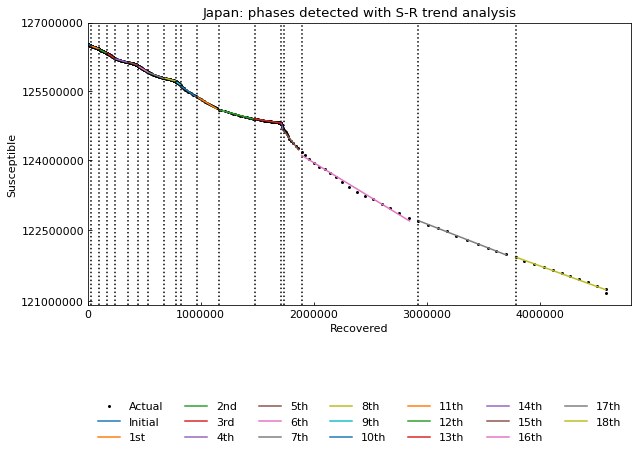 Japan: phases detected with S-R trend analysis
127000000
125500000
124000000
122500000
121000000
Susceptible
0 1000000 2000000 3000000 4000000
Recovered
Actual 2nd 5th 8th 11th 14th 17th
Initial 3rd 6th 9th 12th 15th 18th
1st 4th 7th 10th 13th 16th